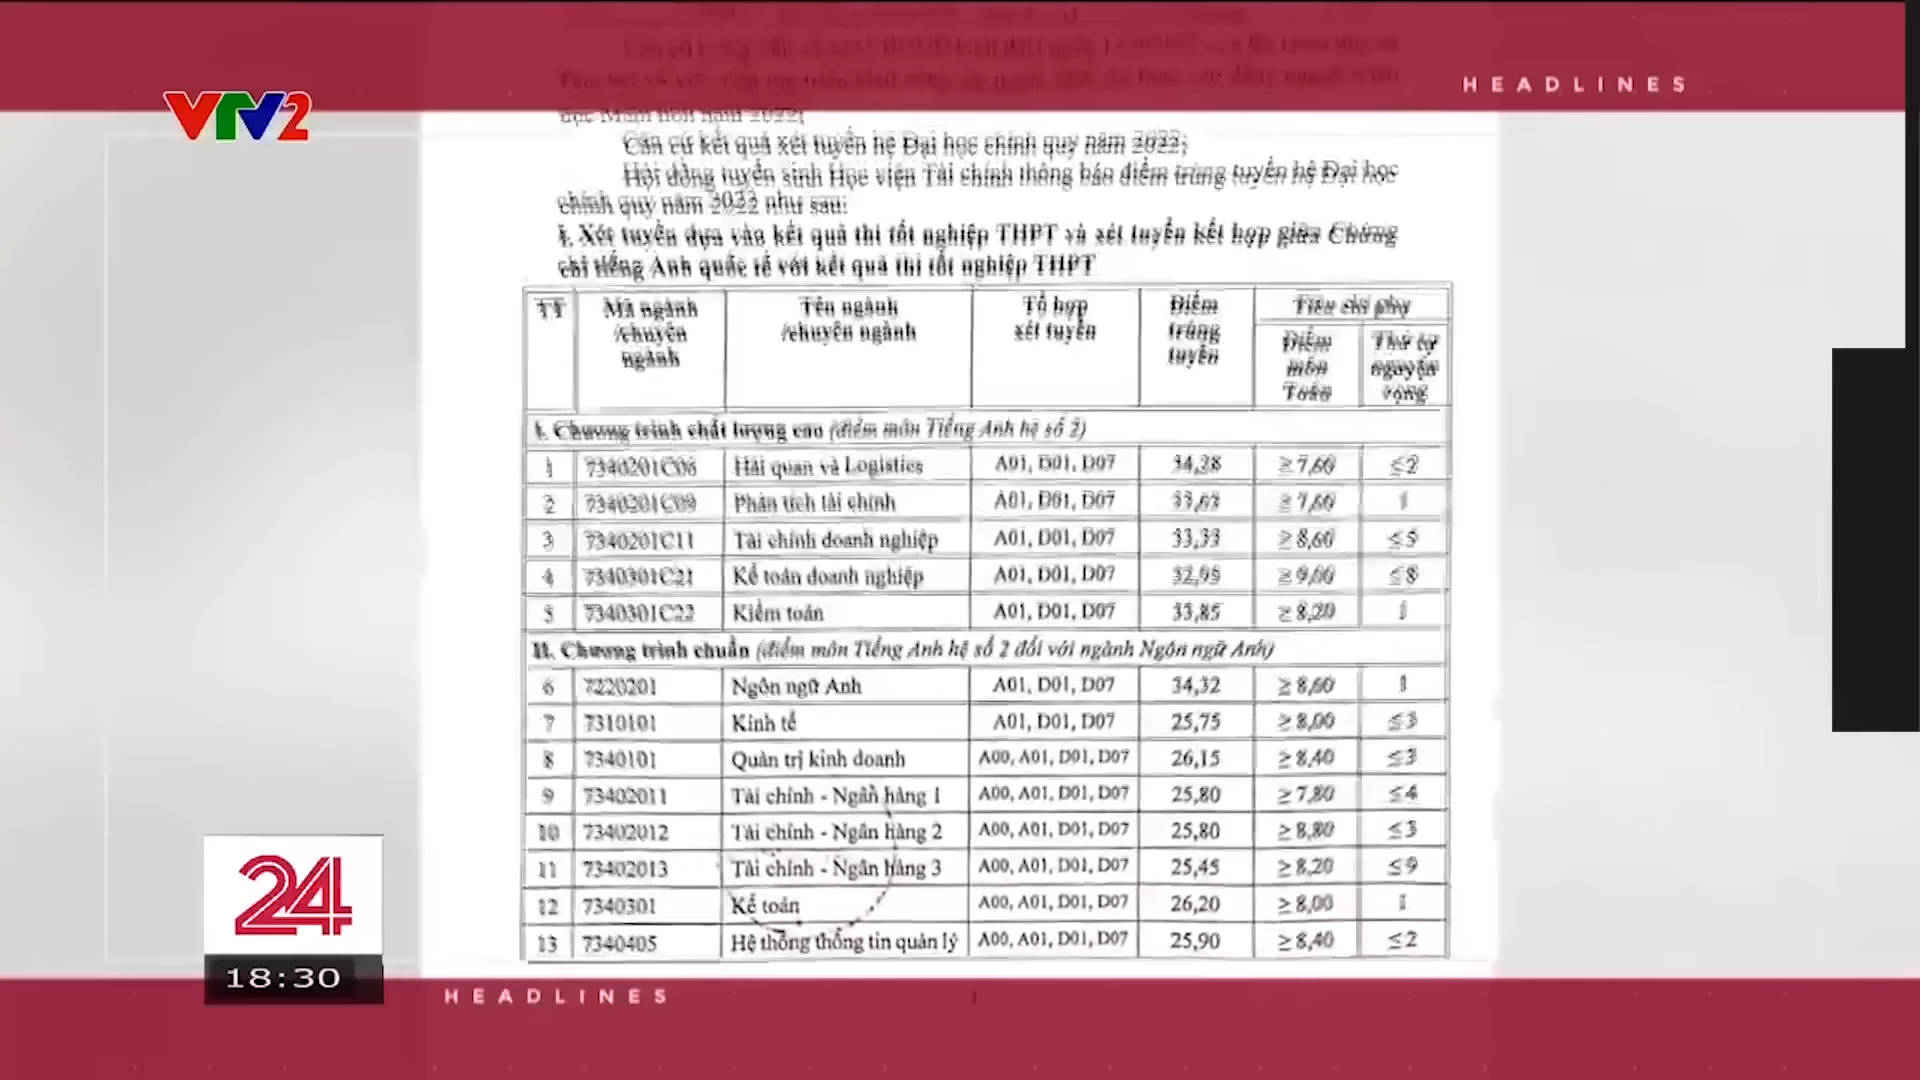 HEADLINES
VTV2
học Mầm non năm 2022;
Căn cứ kết quả xét tuyển hệ Đại học chính quy năm 2022;
Hội đồng tuyển sinh Học viện Tài chính thông báo điểm trúng tuyển hệ Đại học
chính quy năm 2022 như sau:
I. Xét tuyển dựa vào kết quả thi tốt nghiệp THPT và xét tuyển kết hợp giữa Chứng
chỉ tiếng Anh quốc tế với kết quả thi tốt nghiệp THPT
TT Mã ngành /chuyên ngành Tên ngành /chuyên ngành Tổ hợp xét tuyển Điểm trúng tuyển Tiêu chí phụ
Điểm môn Toán Thứ tự nguyện vọng
I. Chương trình chất lượng cao (điểm môn Tiếng Anh hệ số 2)
1 7340201C06 Hải quan và Logistics A01, D01, D07 34,28 ≥7,60 ≤2
2 7340201C09 Phân tích tài chính A01, D01, D07 33,63 ≥7,60 1
3 7340201C11 Tài chính doanh nghiệp A01, D01, D07 33,33 ≥8,60 ≤5
4 7340301C21 Kế toán doanh nghiệp A01, D01, D07 32,95 ≥9,00 ≤8
5 7340301C22 Kiểm toán A01, D01, D07 33,85 ≥8,20 1
II. Chương trình chuẩn (điểm môn Tiếng Anh hệ số 2 đối với ngành Ngôn ngữ Anh)
6 7220201 Ngôn ngữ Anh A01, D01, D07 34,32 ≥8,60 1
7 7310101 Kinh tế A01, D01, D07 25,75 ≥8,00 ≤3
8 7340101 Quản trị kinh doanh A00, A01, D01, D07 26,15 ≥8,40 ≤3
9 73402011 Tài chính - Ngân hàng 1 A00, A01, D01, D07 25,80 ≥7,80 ≤4
10 73402012 Tài chính - Ngân hàng 2 A00, A01, D01, D07 25,80 ≥8,80 ≤3
11 73402013 Tài chính - Ngân hàng 3 A00, A01, D01, D07 25,45 ≥8,20 ≤9
12 7340301 Kế toán A00, A01, D01, D07 26,20 ≥8,00 1
13 7340405 Hệ thống thông tin quản lý A00, A01, D01, D07 25,90 ≥8,40 ≤2
24
18:30
HEADLINES